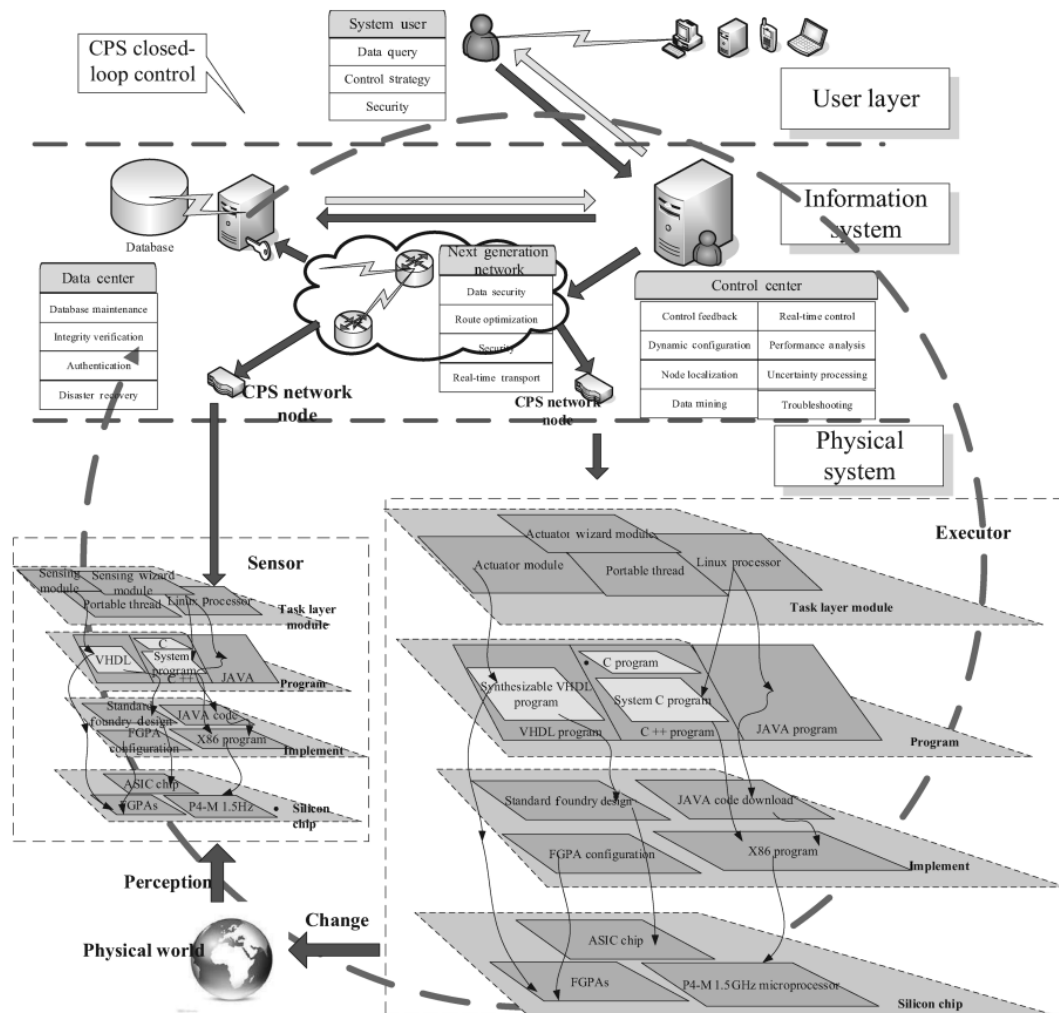 CPS closed-
loop control
System user
Data query
Control strategy
Security
User layer
Information
system
Database
Data center
Database maintenance
Integrity verification
Authentication
Disaster recovery
Next generation
network
Data security
Route optimization
Security
Real-time transport
Control center
Control feedback
Real-time control
Dynamic configuration
Performance analysis
Node localization
Uncertainty processing
Data mining
Troubleshooting
CPS network
node
CPS network
node
Physical
system
Sensor
Sensing
module
Sensing wizard
module
Portable thread
Linux processor
Task layer
module
VHDL
C
System
program
C ++
JAVA
Program
Standard
foundry design
JAVA code
FGPA
configuration
X86 program
Implement
ASIC chip
FGPAs
P4-M 1.5Hz
Silicon
chip
Executor
Actuator wizard module
Actuator module
Portable thread
Linux processor
Task layer module
Synthesizable VHDL
program
VHDL program
C program
System C program
C ++ program
JAVA program
Program
Standard foundry design
JAVA code download
FGPA configuration
X86 program
Implement
ASIC chip
FGPAs
P4-M 1.5GHz microprocessor
Silicon chip
Perception
Change
Physical world